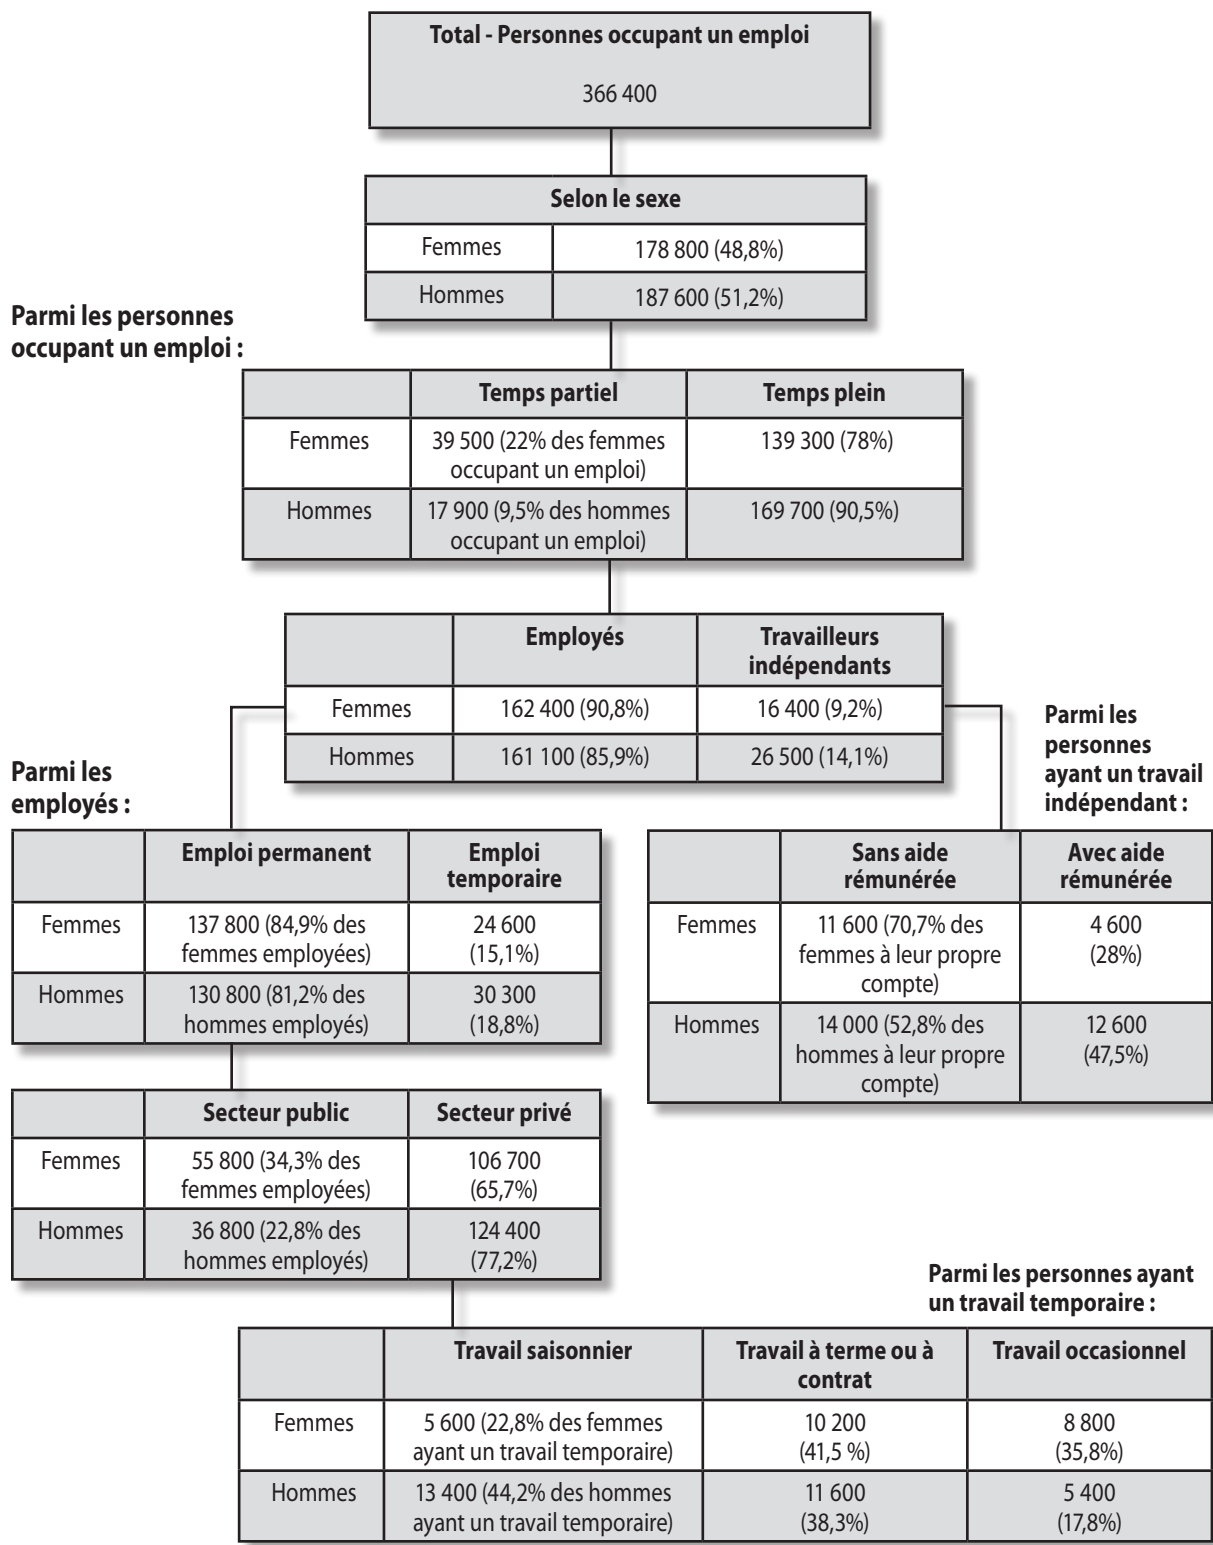 Total - Personnes occupant un emploi
366 400
Selon le sexe
Femmes 178 800 (48,8%)
Hommes 187 600 (51,2%)
Parmi les personnes
occupant un emploi :
Temps partiel Temps plein
Femmes 39 500 (22% des femmes 139 300 (78%)
occupant un emploi)
Hommes 17 900 (9,5% des hommes 169 700 (90,5%)
occupant un emploi)
Employés Travailleurs
indépendants
Femmes 162 400 (90,8%) 16 400 (9,2%)
Hommes 161 100 (85,9%) 26 500 (14,1%)
Parmi les
employés :
Emploi permanent Emploi
temporaire
Femmes 137 800 (84,9% des 24 600
femmes employées) (15,1%)
Hommes 130 800 (81,2% des 30 300
hommes employés) (18,8%)
Parmi les
personnes
ayant un travail
indépendant :
Sans aide Avec aide
rémunérée rémunérée
Femmes 11 600 (70,7% des 4 600
femmes à leur propre (28%)
compte)
Hommes 14 000 (52,8% des 12 600
hommes à leur propre (47,5%)
compte)
Secteur public Secteur privé
Femmes 55 800 (34,3% des 106 700
femmes employées) (65,7%)
Hommes 36 800 (22,8% des 124 400
hommes employés) (77,2%)
Parmi les personnes ayant
un travail temporaire :
Travail saisonnier Travail à terme ou à Travail occasionnel
contrat
Femmes 5 600 (22,8% des femmes 10 200 8 800
ayant un travail temporaire) (41,5 %) (35,8%)
Hommes 13 400 (44,2% des hommes 11 600 5 400
ayant un travail temporaire) (38,3%) (17,8%)